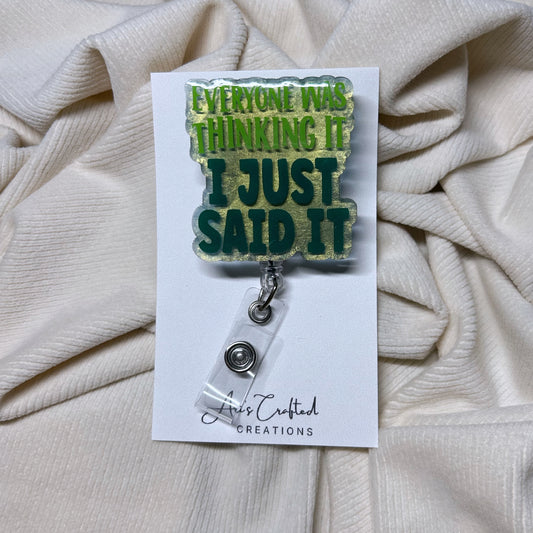 EVERYONE WAS
THINKING IT
I JUST
SAID IT
Ari's Crafted
CREATIONS